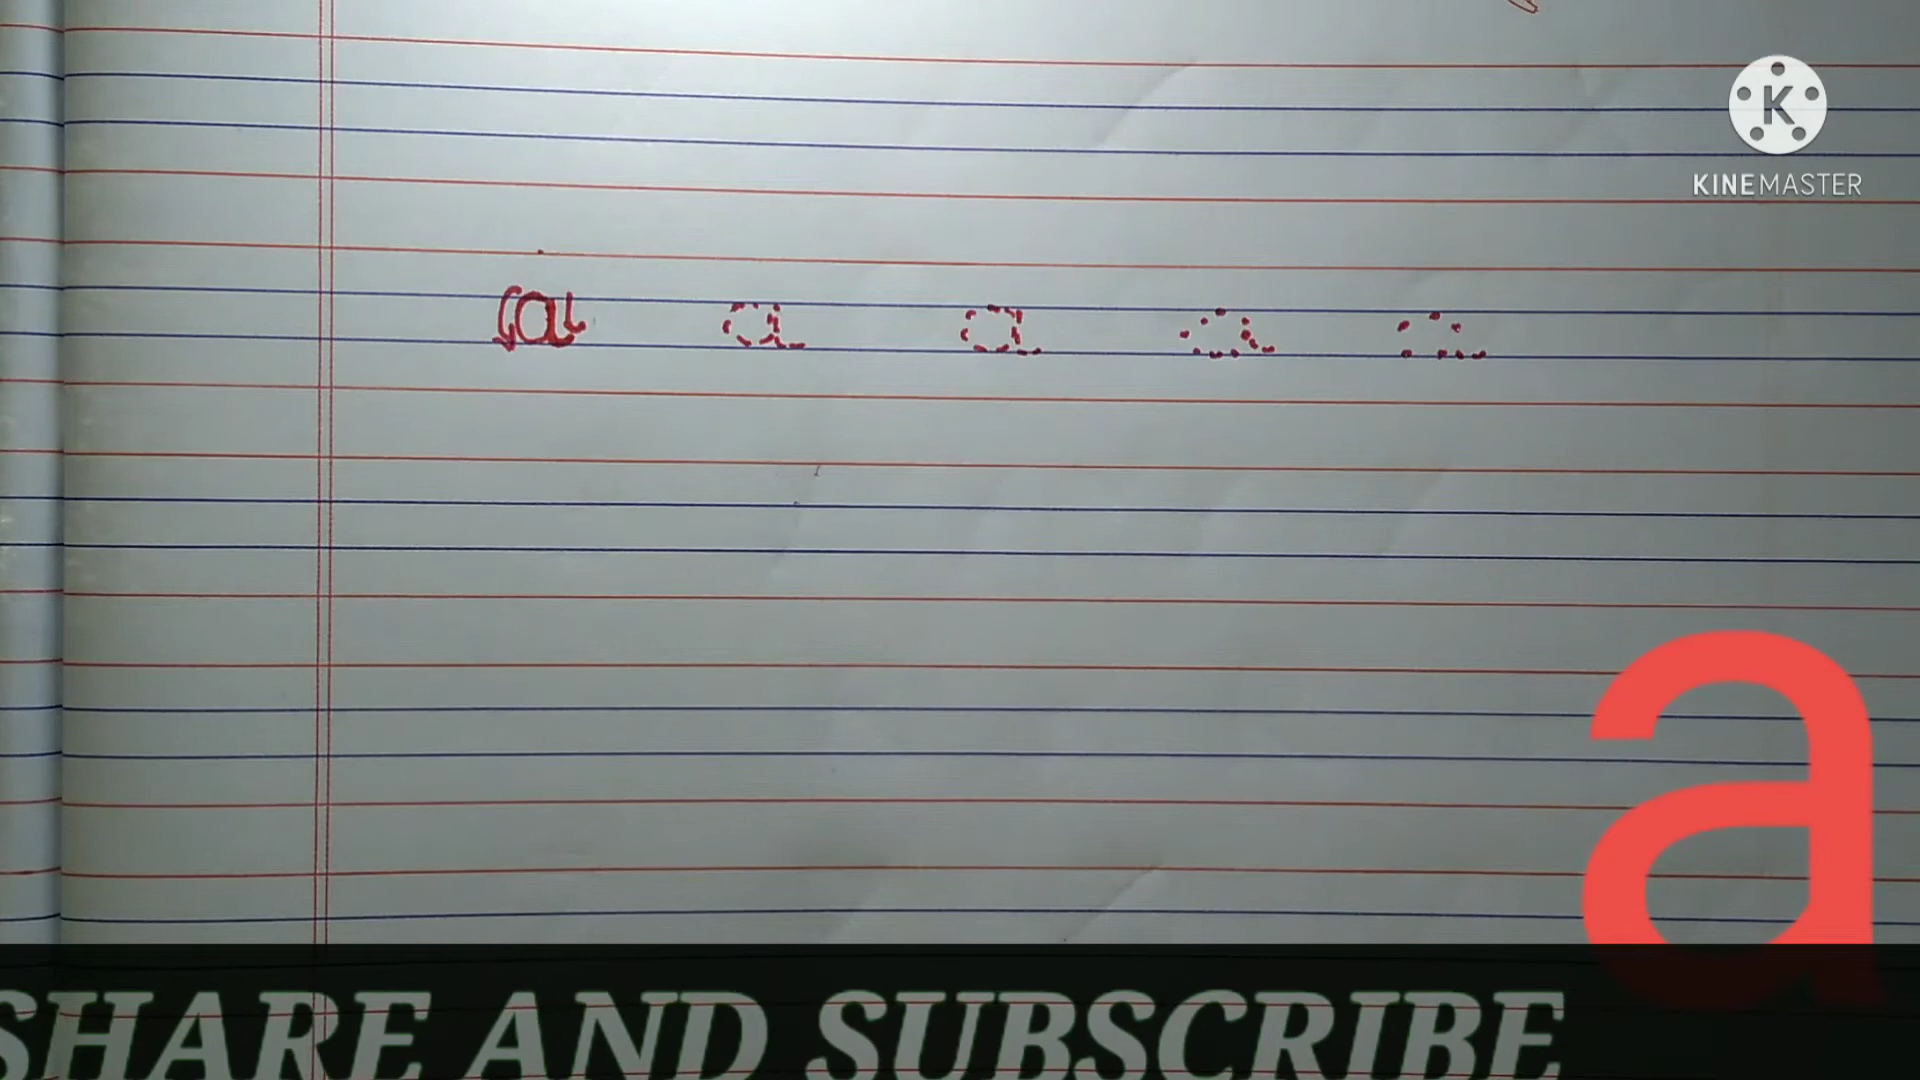 K
KINEMASTER
a a a a a
a
SHARE AND SUBSCRIBE